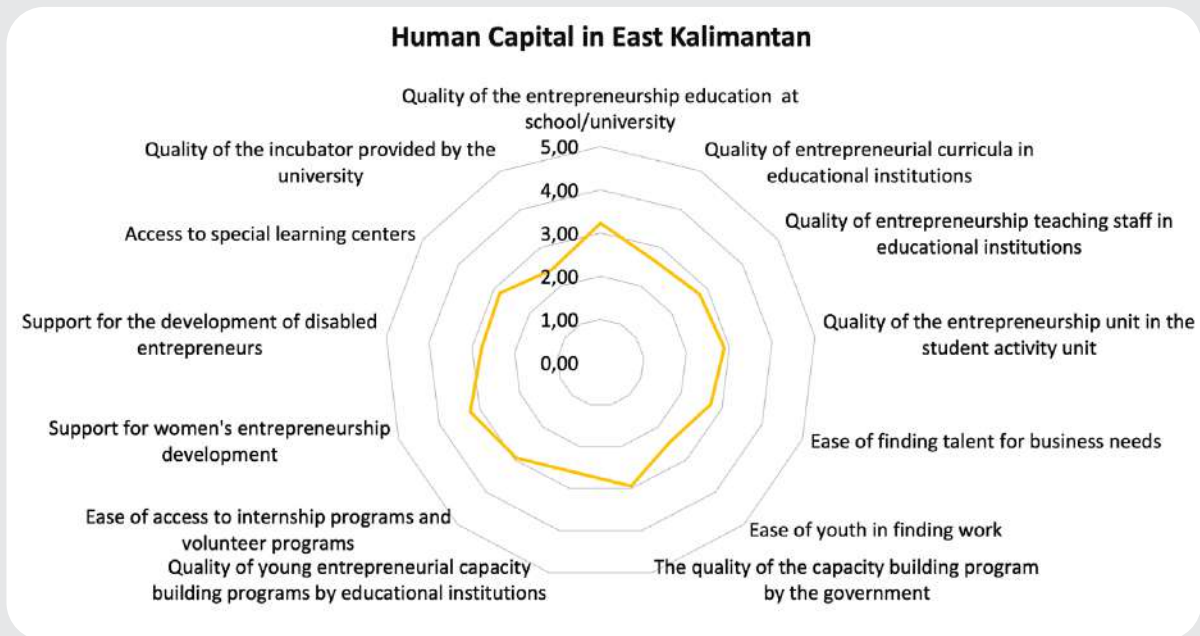 Human Capital in East Kalimantan
Quality of the entrepreneurship education at
school/university
Quality of entrepreneurial curricula in
educational institutions
Quality of entrepreneurship teaching staff in
educational institutions
Quality of the entrepreneurship unit in the
student activity unit
Ease of finding talent for business needs
Ease of youth in finding work
The quality of the capacity building program
by the government
Quality of young entrepreneurial capacity
building programs by educational institutions
Ease of access to internship programs and
volunteer programs
Support for women's entrepreneurship
development
Support for the development of disabled
entrepreneurs
Access to special learning centers
Quality of the incubator provided by the
university
5,00
4,00
3,00
2,00
1,00
0,00